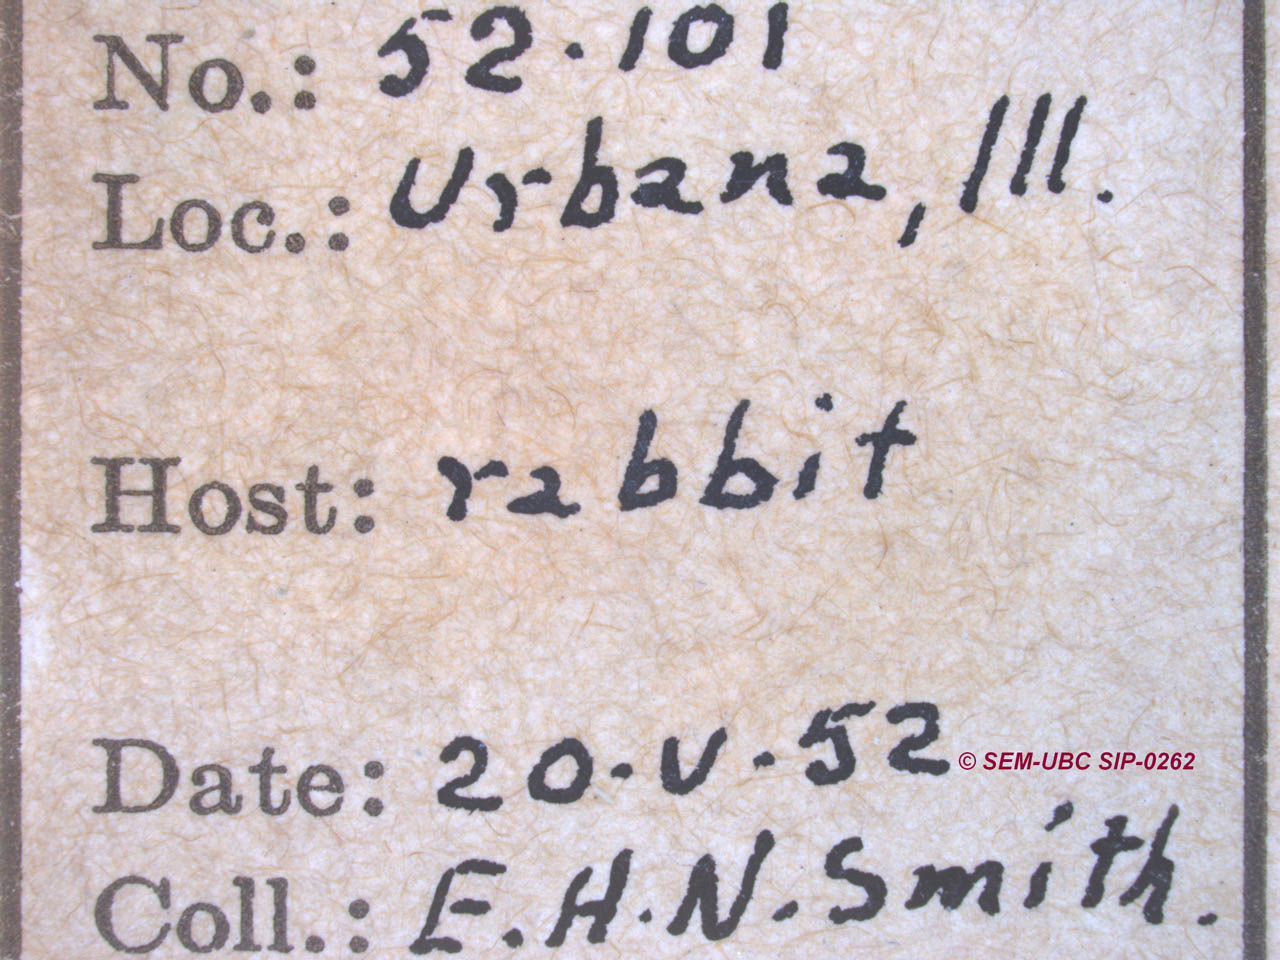 No.: 52.101
Loc.: Urbana, Ill.
Host: rabbit
Date: 20-V-52
© SEM-UBC SIP-0262
Coll.: E.H.N. Smith.